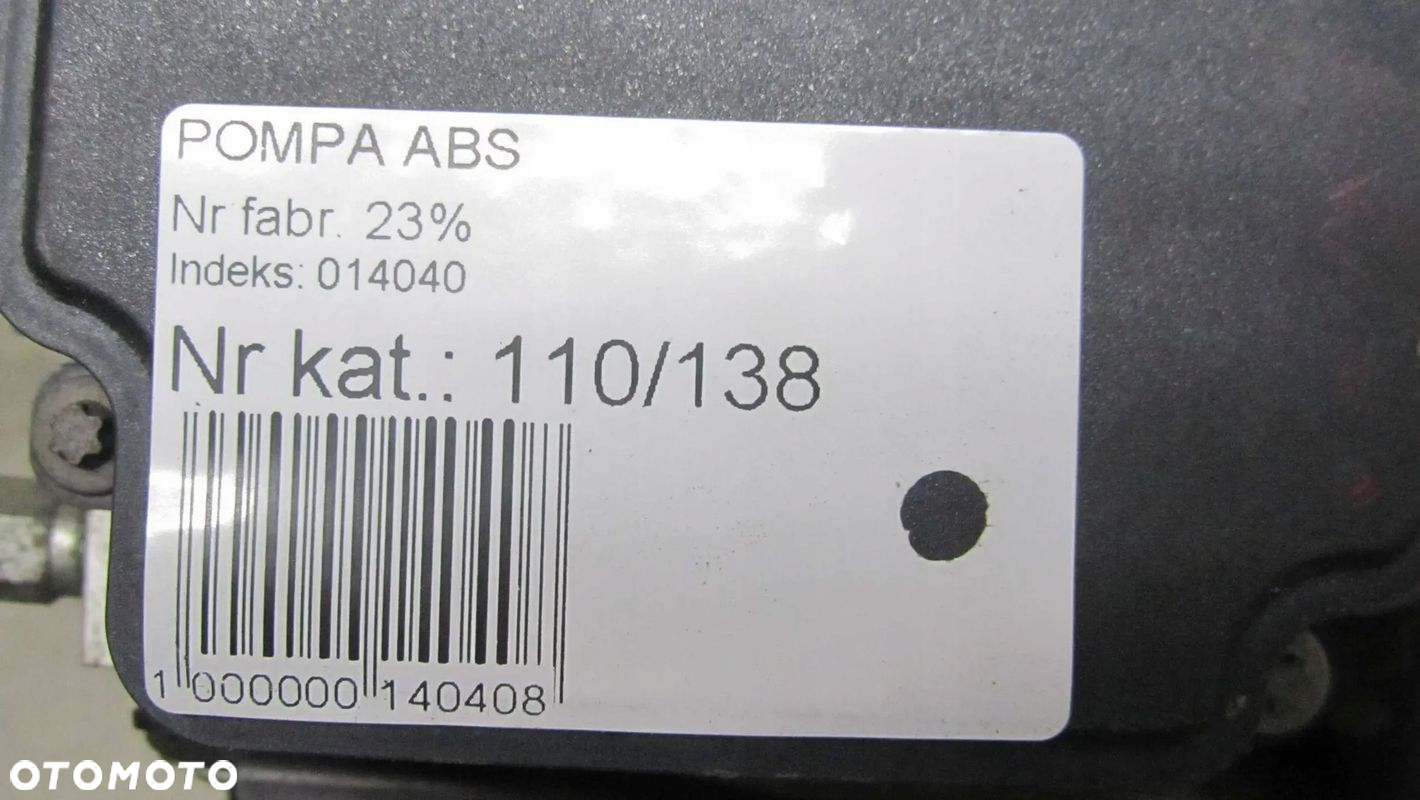 POMPA ABS
Nr fabr. 23%
Indeks: 014040
Nr kat.: 110/138
1 000000 140408
OTOMOTO